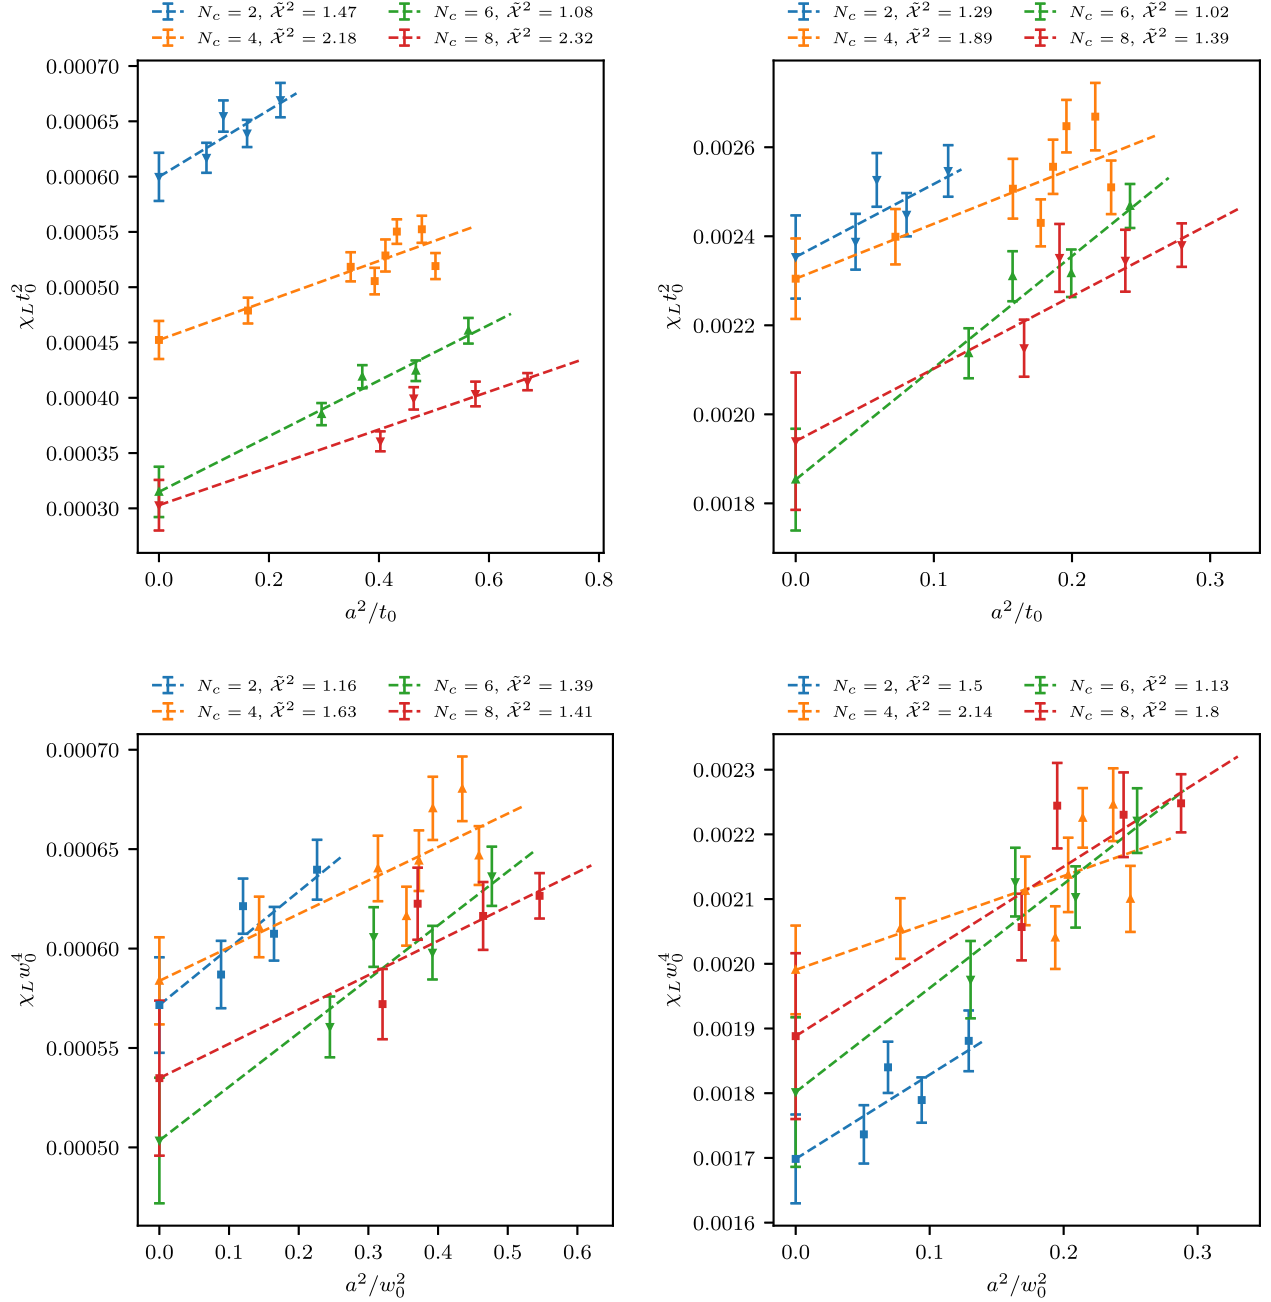 N_c = 2, X̃² = 1.47 N_c = 6, X̃² = 1.08
N_c = 4, X̃² = 2.18 N_c = 8, X̃² = 2.32
0.00070
0.00065
0.00060
0.00055
0.00050
0.00045
0.00040
0.00035
0.00030
χ_L t_0^2
0.0 0.2 0.4 0.6 0.8
a²/t_0
N_c = 2, X̃² = 1.29 N_c = 6, X̃² = 1.02
N_c = 4, X̃² = 1.89 N_c = 8, X̃² = 1.39
0.0026
0.0024
0.0022
0.0020
0.0018
χ_L t_0^2
0.0 0.1 0.2 0.3
a²/t_0
N_c = 2, X̃² = 1.16 N_c = 6, X̃² = 1.39
N_c = 4, X̃² = 1.63 N_c = 8, X̃² = 1.41
0.00070
0.00065
0.00060
0.00055
0.00050
χ_L w_0^4
0.0 0.1 0.2 0.3 0.4 0.5 0.6
a²/w_0^2
N_c = 2, X̃² = 1.5 N_c = 6, X̃² = 1.13
N_c = 4, X̃² = 2.14 N_c = 8, X̃² = 1.8
0.0023
0.0022
0.0021
0.0020
0.0019
0.0018
0.0017
0.0016
χ_L w_0^4
0.0 0.1 0.2 0.3
a²/w_0^2